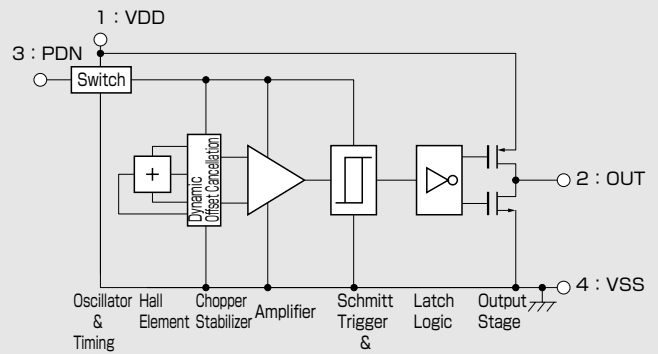 1 : VDD
3 : PDN
Switch
Dynamic
Offset Cancellation
+
2 : OUT
4 : VSS
Oscillator
&
Timing
Hall
Element
Chopper
Stabilizer
Amplifier
Schmitt
Trigger
&
Latch
Logic
Output
Stage